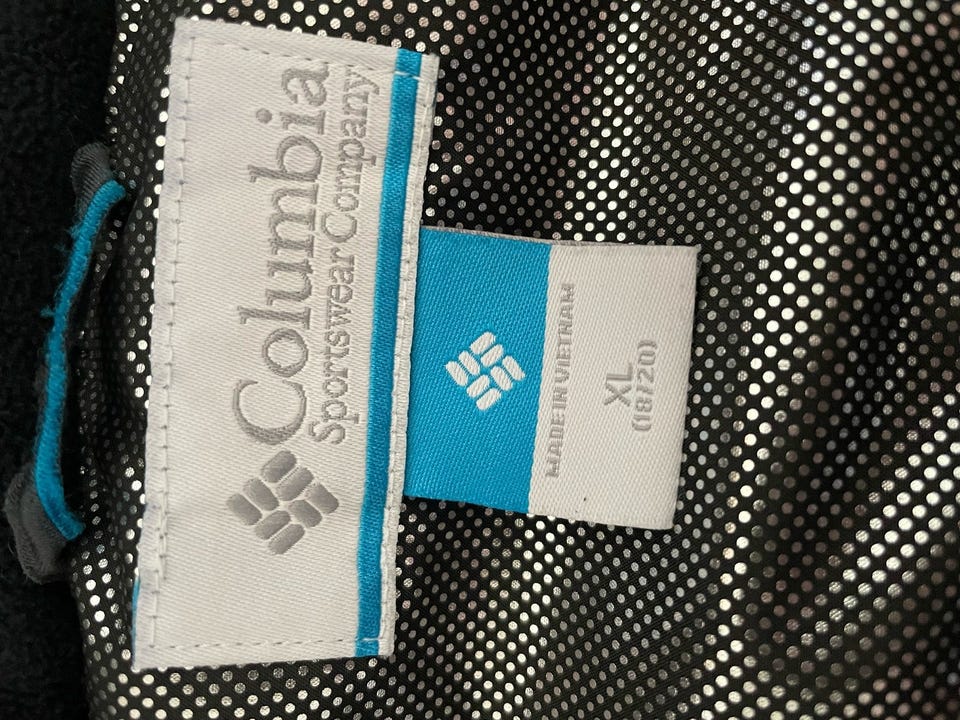 Columbia
Sportswear Company
MADE IN VIETNAM
XL
(18/20)